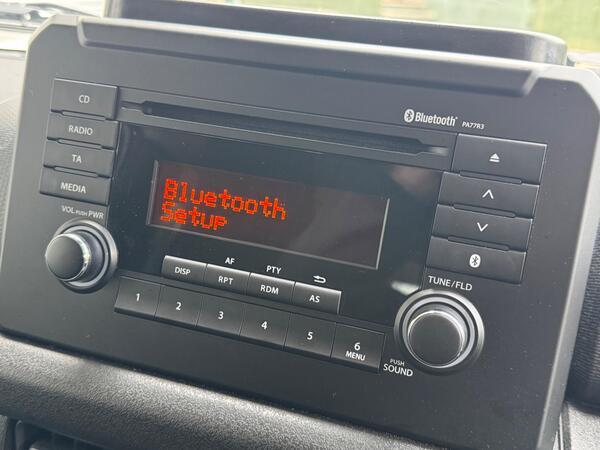 CD
RADIO
TA
MEDIA
Bluetooth
PA77R3
VOL PUSH PWR
Bluetooth
Setup
TUNE/FLD
AF
PTY
DISP
RPT
RDM
AS
1
2
3
4
5
6
MENU
PUSH
SOUND